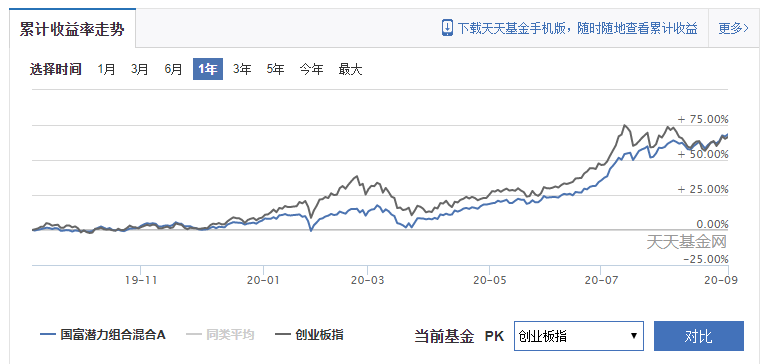 累计收益率走势 下载天天基金手机版，随时随地查看累计收益 更多>
选择时间 1月 3月 6月 1年 3年 5年 今年 最大
+ 75.00%
+ 50.00%
+ 25.00%
0.00%
天天基金网
-25.00%
19-11 20-01 20-03 20-05 20-07 20-09
国富潜力组合混合A 同类平均 创业板指 当前基金 PK 创业板指 对比